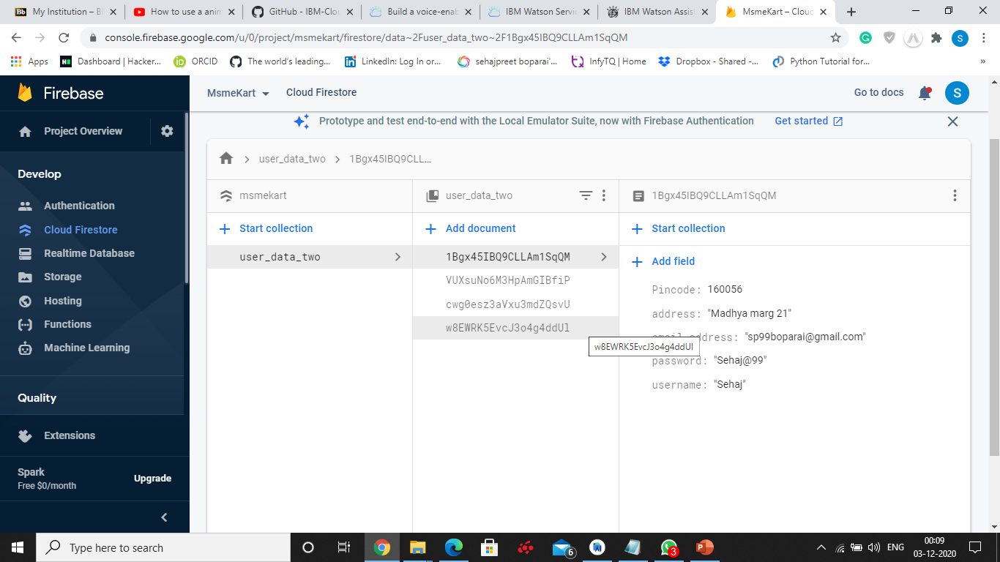 My Institution – Bl
How to use a anim
GitHub - IBM-Clou
Build a voice-enab
IBM Watson Servic
IBM Watson Assist
MsmeKart – Cloud
console.firebase.google.com/u/0/project/msmekart/firestore/data~2Fuser_data_two~2F1Bgx45IBQ9CLLAm1SqQM
Apps
Dashboard | Hacker...
ORCID
The world's leading...
LinkedIn: Log In or...
sehajpreet boparai'...
InfyTQ | Home
Dropbox - Shared -...
Python Tutorial for...
»
Firebase
MsmeKart
Cloud Firestore
Go to docs
S
Prototype and test end-to-end with the Local Emulator Suite, now with Firebase Authentication
Get started
Project Overview
Develop
Authentication
Cloud Firestore
Realtime Database
Storage
Hosting
Functions
Machine Learning
Quality
Extensions
Spark
Free $0/month
Upgrade
user_data_two
1Bgx45IBQ9CLL...
msmekart
user_data_two
1Bgx45IBQ9CLLAm1SqQM
Start collection
Add document
Start collection
user_data_two
1Bgx45IBQ9CLLAm1SqQM
VUXsuNo6M3HpAmGIBfiP
cwg0esz3aVxu3mdZQsvU
w8EWRK5EvcJ3o4g4ddUl
w8EWRK5EvcJ3o4g4ddUl
Add field
Pincode: 160056
address: "Madhya marg 21"
email address: "sp99boparai@gmail.com"
password: "Sehaj@99"
username: "Sehaj"
Type here to search
6
3
ENG
00:09
03-12-2020